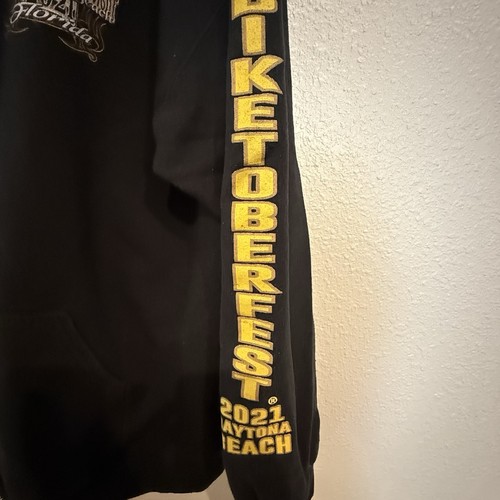 Florida
BIKETOBERFEST®
2021
DAYTONA
BEACH